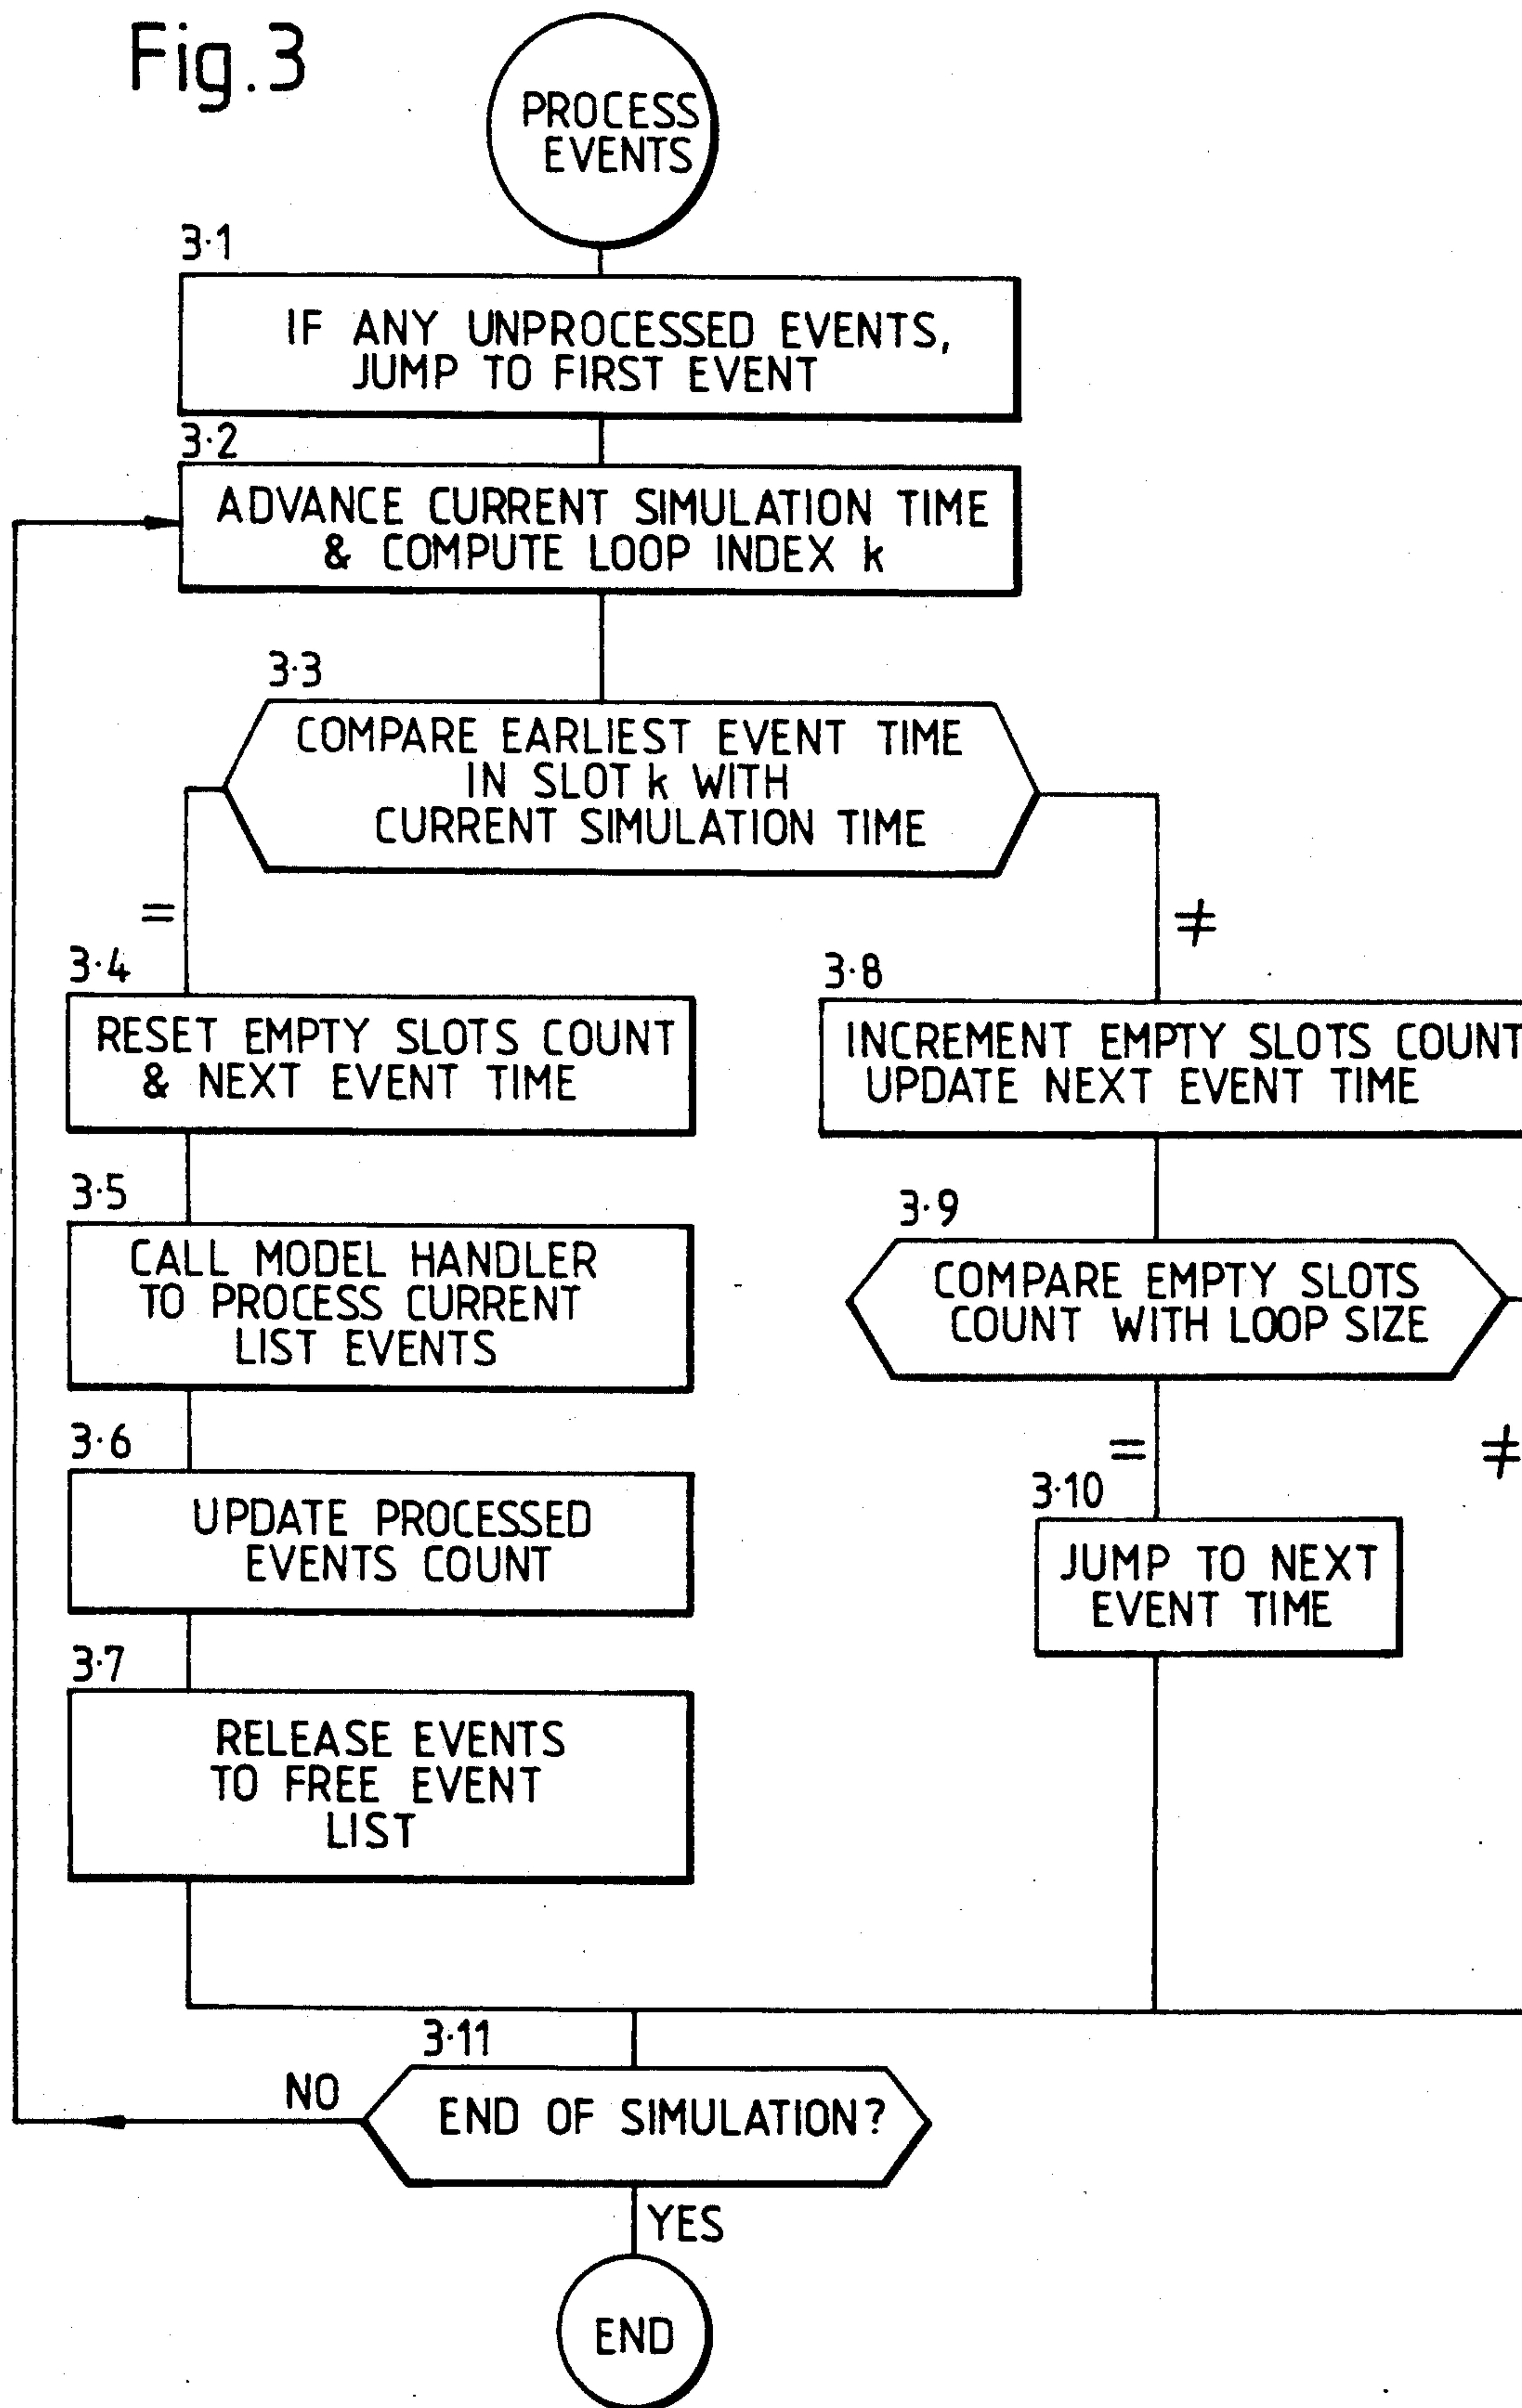 Fig.3
PROCESS
EVENTS
3·1
IF ANY UNPROCESSED EVENTS,
JUMP TO FIRST EVENT
3·2
ADVANCE CURRENT SIMULATION TIME
& COMPUTE LOOP INDEX k
3·3
COMPARE EARLIEST EVENT TIME
IN SLOT k WITH
CURRENT SIMULATION TIME
=
≠
3·4
RESET EMPTY SLOTS COUNT
& NEXT EVENT TIME
3·5
CALL MODEL HANDLER
TO PROCESS CURRENT
LIST EVENTS
3·6
UPDATE PROCESSED
EVENTS COUNT
3·7
RELEASE EVENTS
TO FREE EVENT
LIST
3·8
INCREMENT EMPTY SLOTS COUNT
UPDATE NEXT EVENT TIME
3·9
COMPARE EMPTY SLOTS
COUNT WITH LOOP SIZE
=
≠
3·10
JUMP TO NEXT
EVENT TIME
3·11
END OF SIMULATION?
NO
YES
END